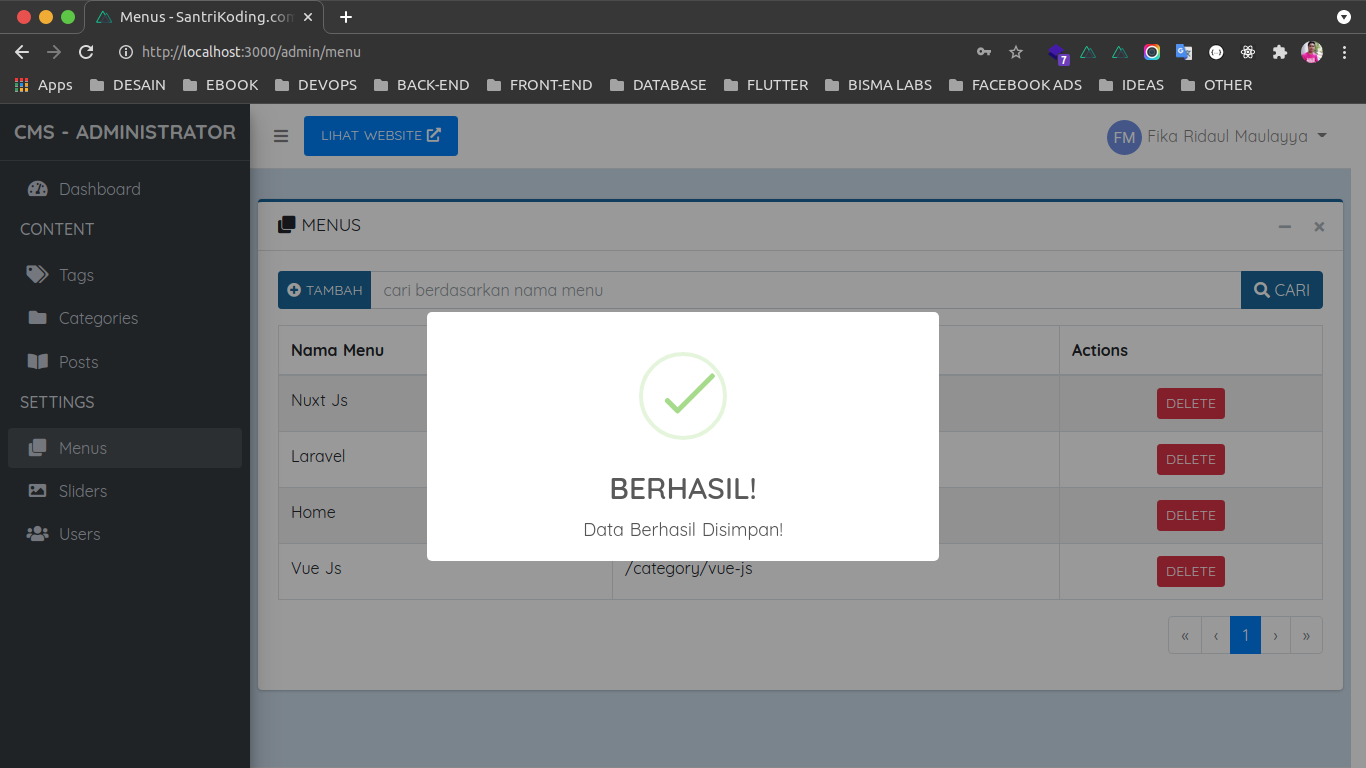 Menus - SantriKoding.com
http://localhost:3000/admin/menu
7
Apps DESAIN EBOOK DEVOPS BACK-END FRONT-END DATABASE FLUTTER BISMA LABS FACEBOOK ADS IDEAS OTHER
CMS - ADMINISTRATOR
LIHAT WEBSITE
FM Fika Ridaul Maulayya
Dashboard
CONTENT
Tags
Categories
Posts
SETTINGS
Menus
Sliders
Users
MENUS
TAMBAH cari berdasarkan nama menu CARI
Nama Menu Actions
Nuxt Js DELETE
Laravel DELETE
Home DELETE
Vue Js /category/vue-js DELETE
« ‹ 1 › »
BERHASIL!
Data Berhasil Disimpan!